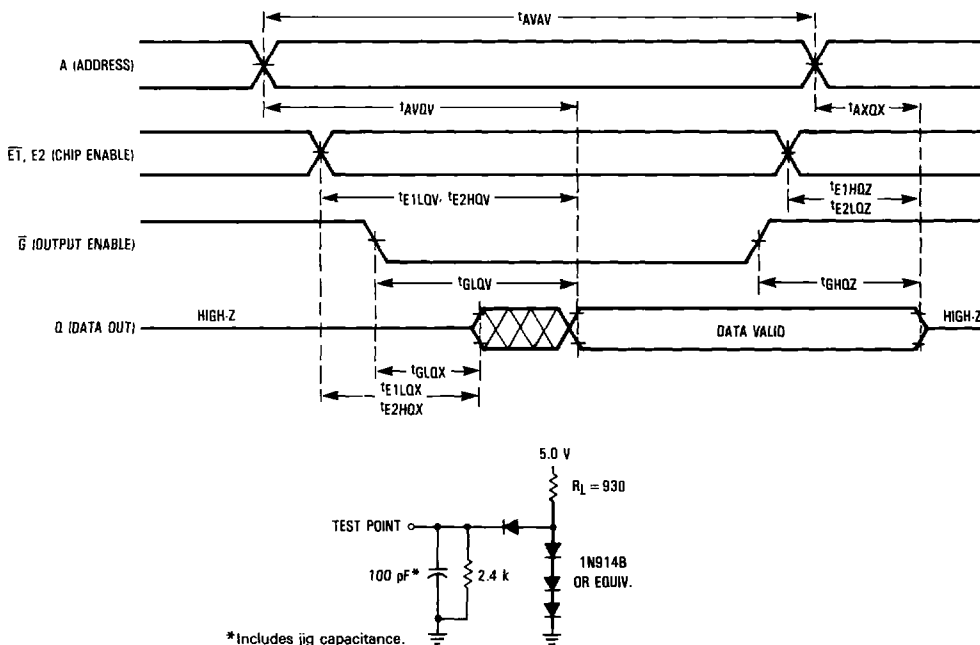 tAVAV
A (ADDRESS)
tAXQX
tAVQV
E1, E2 (CHIP ENABLE)
tE1LQV, tE2HQV
tE1HQZ
tE2LQZ
G (OUTPUT ENABLE)
tGLQV
tGHQZ
HIGH-Z
Q (DATA OUT)
DATA VALID
HIGH-Z
tGLQX
tE1LQX
tE2HQX
5.0 V
RL = 930
TEST POINT
100 pF*
2.4 k
1N914B
OR EQUIV.
*Includes jig capacitance.